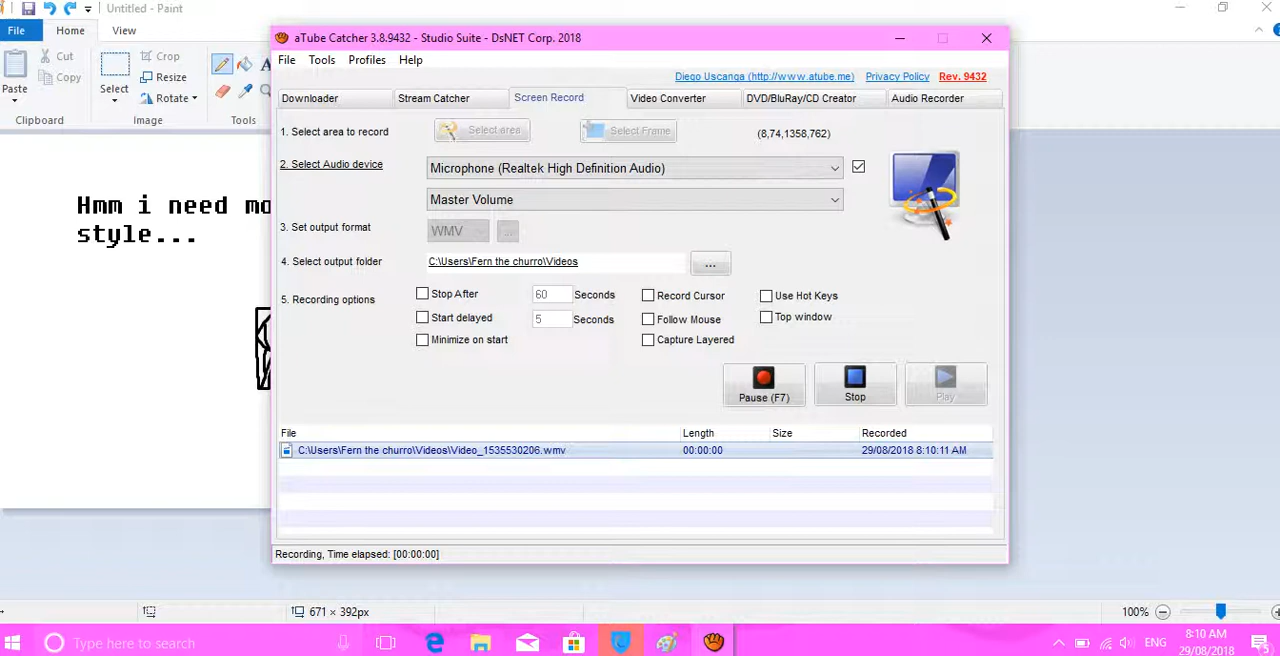 Untitled - Paint
File
Home
View
Paste
Cut
Copy
Clipboard
Select
Crop
Resize
Rotate
Image
A
Tools
Hmm i need mo
style...
aTube Catcher 3.8.9432 - Studio Suite - DsNET Corp. 2018
File Tools Profiles Help
Diego Uscanga (http://www.atube.me) Privacy Policy Rev. 9432
Downloader Stream Catcher Screen Record Video Converter DVD/BluRay/CD Creator Audio Recorder
1. Select area to record Select area Select Frame (8,74,1358,762)
2. Select Audio device Microphone (Realtek High Definition Audio)
Master Volume
3. Set output format WMV ...
4. Select output folder C:\Users\Fern the churro\Videos ...
5. Recording options
Stop After 60 Seconds Record Cursor Use Hot Keys
Start delayed 5 Seconds Follow Mouse Top window
Minimize on start Capture Layered
Pause (F7) Stop Play
File Length Size Recorded
C:\Users\Fern the churro\Videos\Video_1535530206.wmv 00:00:00 29/08/2018 8:10:11 AM
Recording, Time elapsed: [00:00:00]
671 × 392px
100%
Type here to search
ENG
8:10 AM
29/08/2018
5